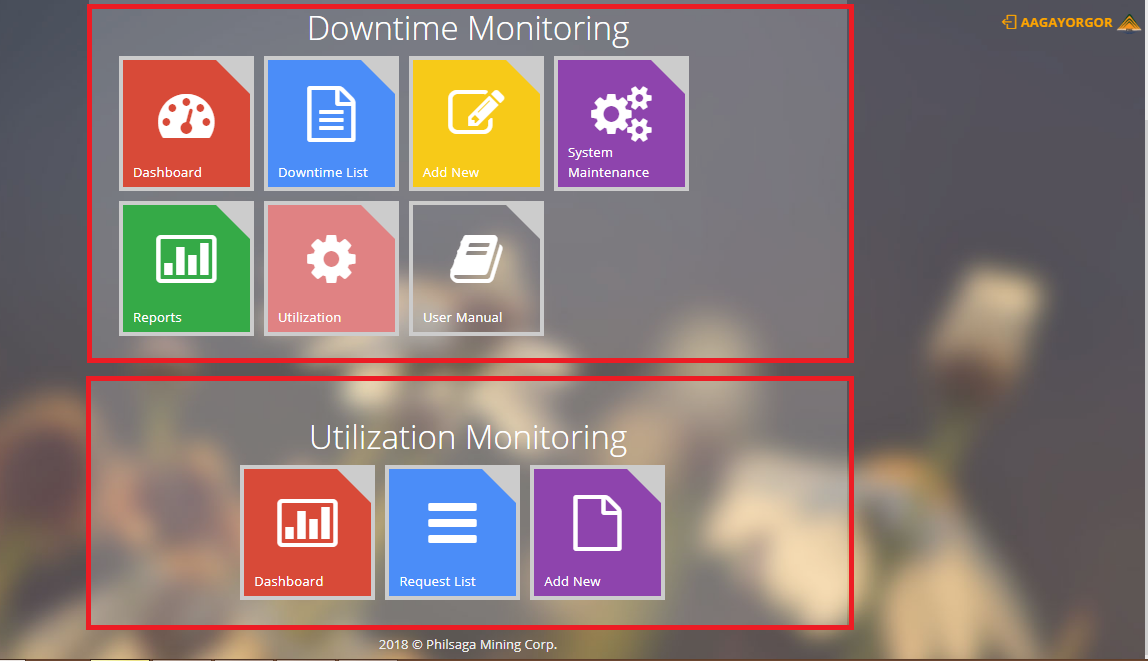 Downtime Monitoring
AAGAYORGOR
Dashboard
Downtime List
Add New
System
Maintenance
Reports
Utilization
User Manual
Utilization Monitoring
Dashboard
Request List
Add New
2018 © Philsaga Mining Corp.